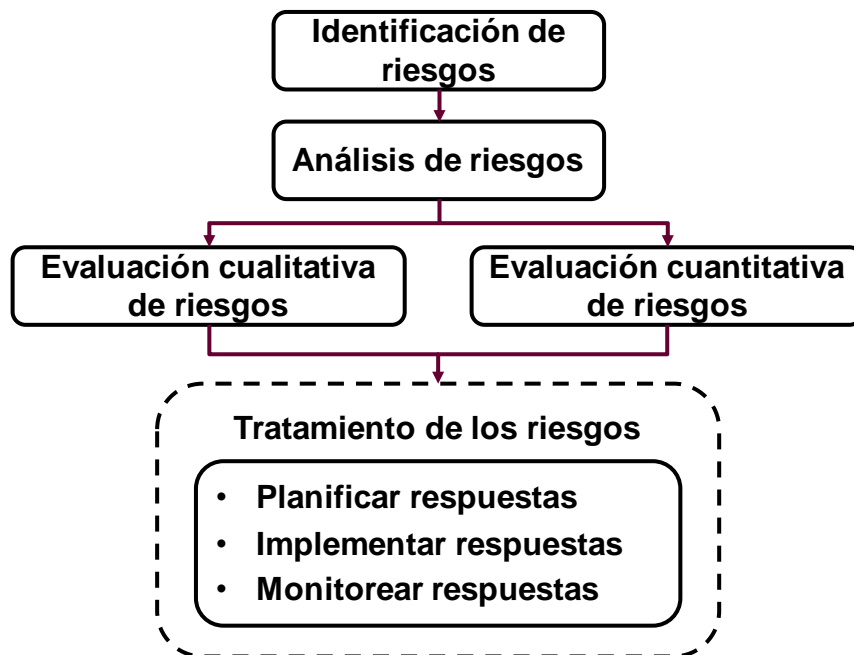 Identificación de
riesgos
Análisis de riesgos
Evaluación cualitativa
de riesgos
Evaluación cuantitativa
de riesgos
Tratamiento de los riesgos
• Planificar respuestas
• Implementar respuestas
• Monitorear respuestas